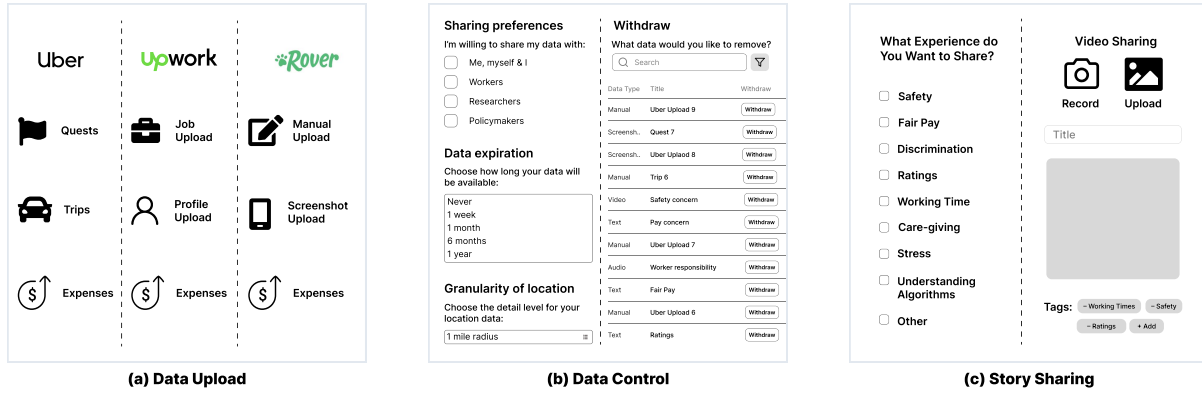 Uber
Upwork
Rover
Quests
Job
Upload
Manual
Upload
Trips
Profile
Upload
Screenshot
Upload
Expenses
Expenses
Expenses
(a) Data Upload
Sharing preferences
I'm willing to share my data with:
Me, myself & I
Workers
Researchers
Policymakers
Data expiration
Choose how long your data will
be available:
Never
1 week
1 month
6 months
1 year
Granularity of location
Choose the detail level for your
location data:
1 mile radius
Withdraw
What data would you like to remove?
Search
Data Type Title Withdraw
Manual Uber Upload 9 Withdraw
Screensh.. Quest 7 Withdraw
Screensh.. Uber Uplaod 8 Withdraw
Manual Trip 6 Withdraw
Video Safety concern Withdraw
Text Pay concern Withdraw
Manual Uber Upload 7 Withdraw
Audio Worker responsibility Withdraw
Text Fair Pay Withdraw
Manual Uber Upload 6 Withdraw
Text Ratings Withdraw
(b) Data Control
What Experience do
You Want to Share?
Safety
Fair Pay
Discrimination
Ratings
Working Time
Care-giving
Stress
Understanding
Algorithms
Other
Video Sharing
Record Upload
Title
Tags: – Working Times – Safety
– Ratings + Add
(c) Story Sharing